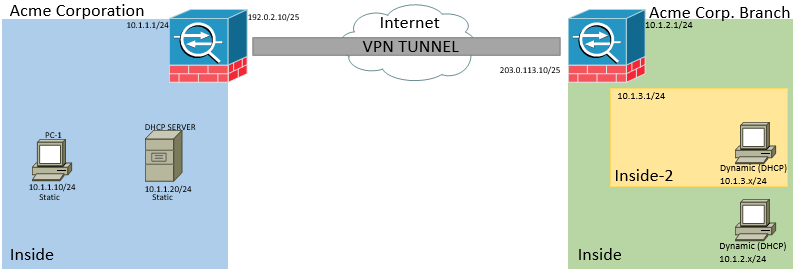 Acme Corporation
10.1.1.1/24
192.0.2.10/25
Internet
VPN TUNNEL
203.0.113.10/25
Acme Corp. Branch
10.1.2.1/24
10.1.3.1/24
PC-1
10.1.1.10/24
Static
DHCP SERVER
10.1.1.20/24
Static
Inside
Dynamic (DHCP)
10.1.3.x/24
Inside-2
Dynamic (DHCP)
10.1.2.x/24
Inside